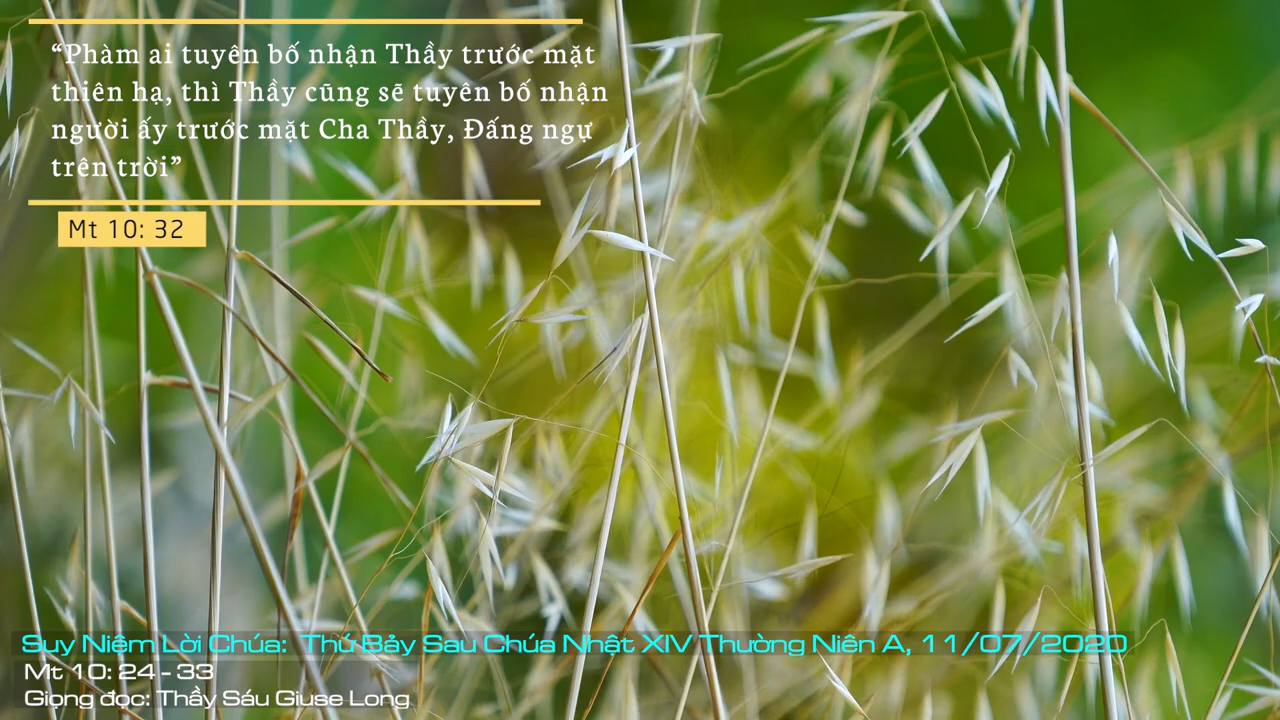 “Phàm ai tuyên bố nhận Thầy trước mặt
thiên hạ, thì Thầy cũng sẽ tuyên bố nhận
người ấy trước mặt Cha Thầy, Đấng ngự
trên trời”
Mt 10: 32
Suy Niệm Lời Chúa: Thứ Bảy Sau Chúa Nhật XIV Thường Niên A, 11/07/2020
Mt 10: 24 - 33
Giọng đọc: Thầy Sáu Giuse Long